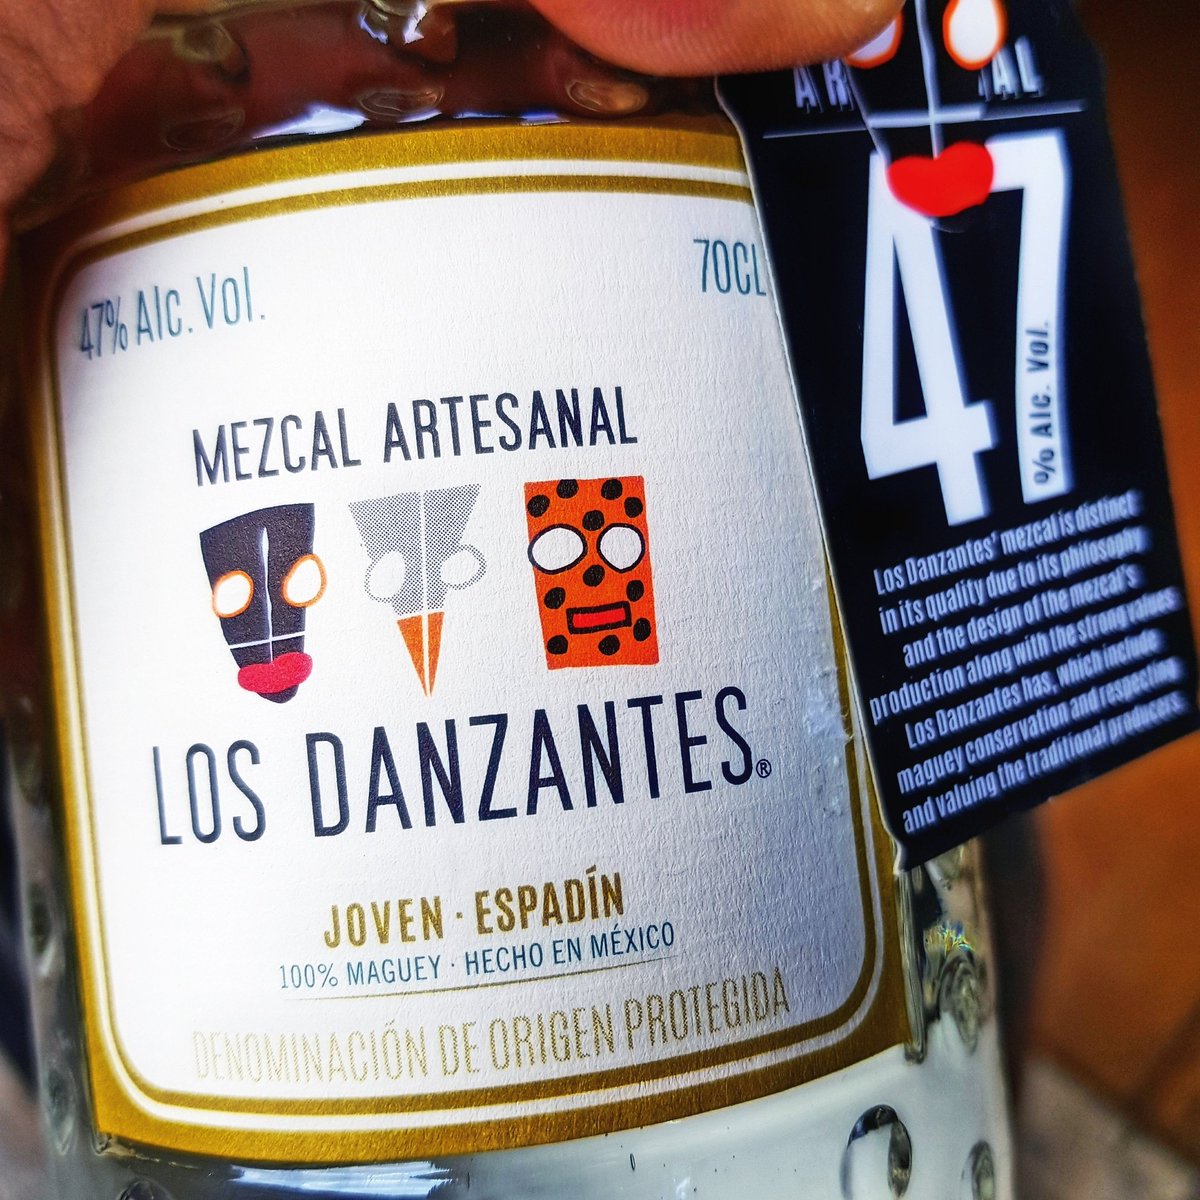 47% Alc. Vol.
70CL
MEZCAL ARTESANAL
LOS DANZANTES®
JOVEN · ESPADÍN
100% MAGUEY · HECHO EN MÉXICO
DENOMINACIÓN DE ORIGEN PROTEGIDA
47
% Alc. Vol.
Los Danzantes' mezcal is distinct
in its quality due to its philosophy
and the design of the mezcal's
production along with the strong values
Los Danzantes has, which include
maguey conservation and respecting
and valuing the traditional producers.